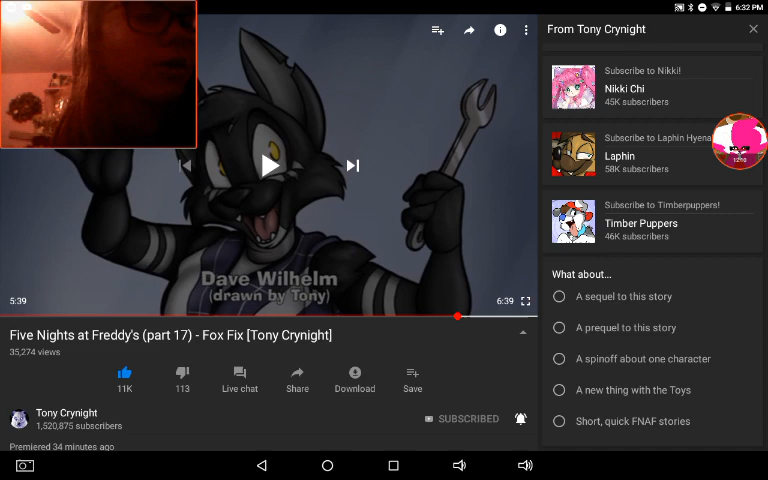 6:32 PM
From Tony Crynight
Subscribe to Nikki!
Nikki Chi
45K subscribers
Subscribe to Laphin Hyena
Laphin
58K subscribers
12:10
Subscribe to Timberpuppers!
Timber Puppers
46K subscribers
What about...
A sequel to this story
A prequel to this story
A spinoff about one character
A new thing with the Toys
Short, quick FNAF stories
Dave Wilhelm
(drawn by Tony)
5:39
6:39
Five Nights at Freddy's (part 17) - Fox Fix [Tony Crynight]
35,274 views
11K
113
Live chat
Share
Download
Save
Tony Crynight
1,520,875 subscribers
SUBSCRIBED
Premiered 34 minutes ago